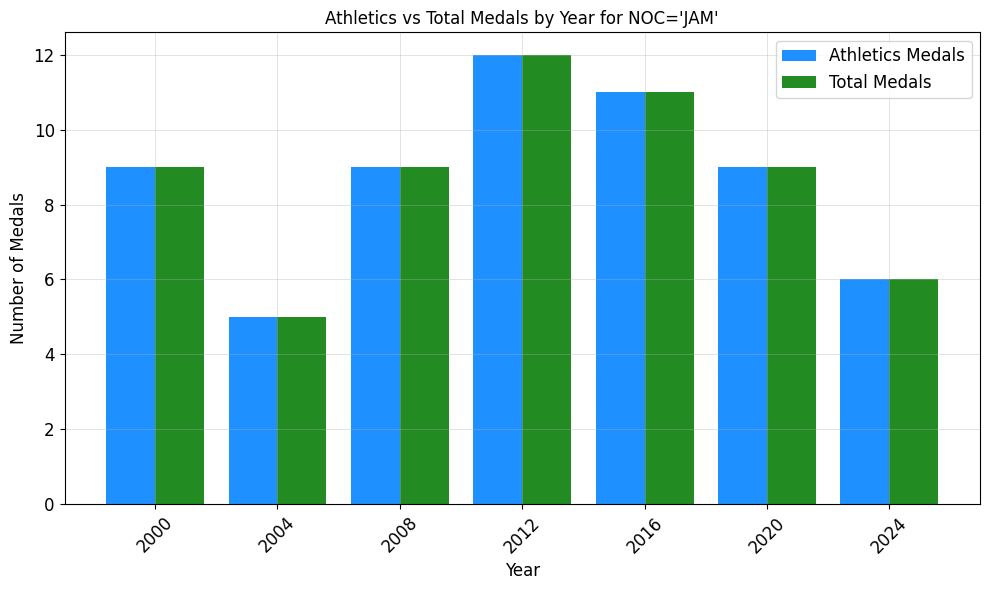 Athletics vs Total Medals by Year for NOC='JAM'
Athletics Medals
Total Medals
Number of Medals
12
10
8
6
4
2
0
2000
2004
2008
2012
2016
2020
2024
Year